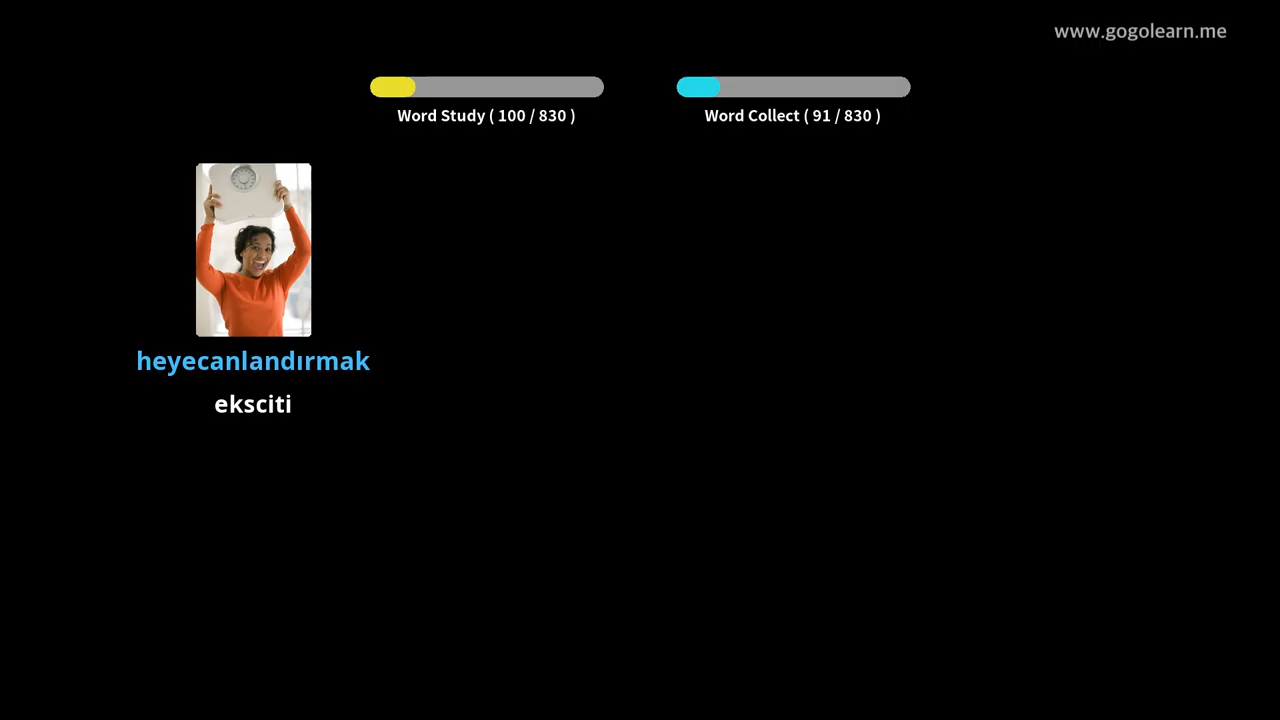 www.gogolearn.me
Word Study ( 100 / 830 )
Word Collect ( 91 / 830 )
heyecanlandırmak
eksciti